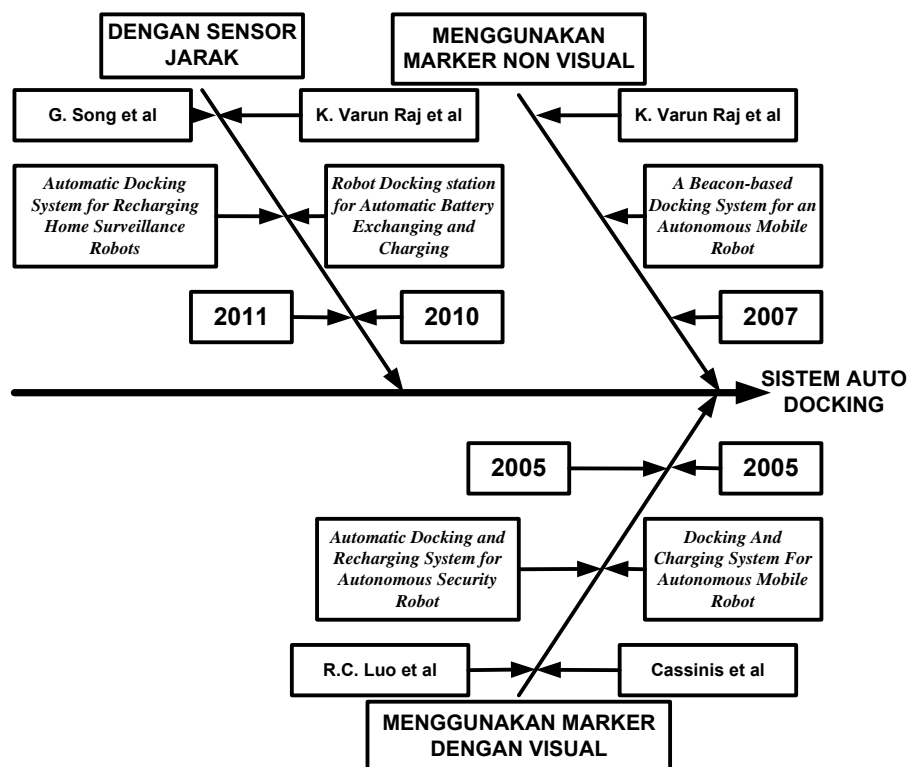 DENGAN SENSOR
JARAK
MENGGUNAKAN
MARKER NON VISUAL
G. Song et al
K. Varun Raj et al
K. Varun Raj et al
Automatic Docking
System for Recharging
Home Surveillance
Robots
Robot Docking station
for Automatic Battery
Exchanging and
Charging
A Beacon-based
Docking System for an
Autonomous Mobile
Robot
2011
2010
2007
SISTEM AUTO
DOCKING
2005
2005
Automatic Docking and
Recharging System for
Autonomous Security
Robot
Docking And
Charging System For
Autonomous Mobile
Robot
R.C. Luo et al
Cassinis et al
MENGGUNAKAN MARKER
DENGAN VISUAL